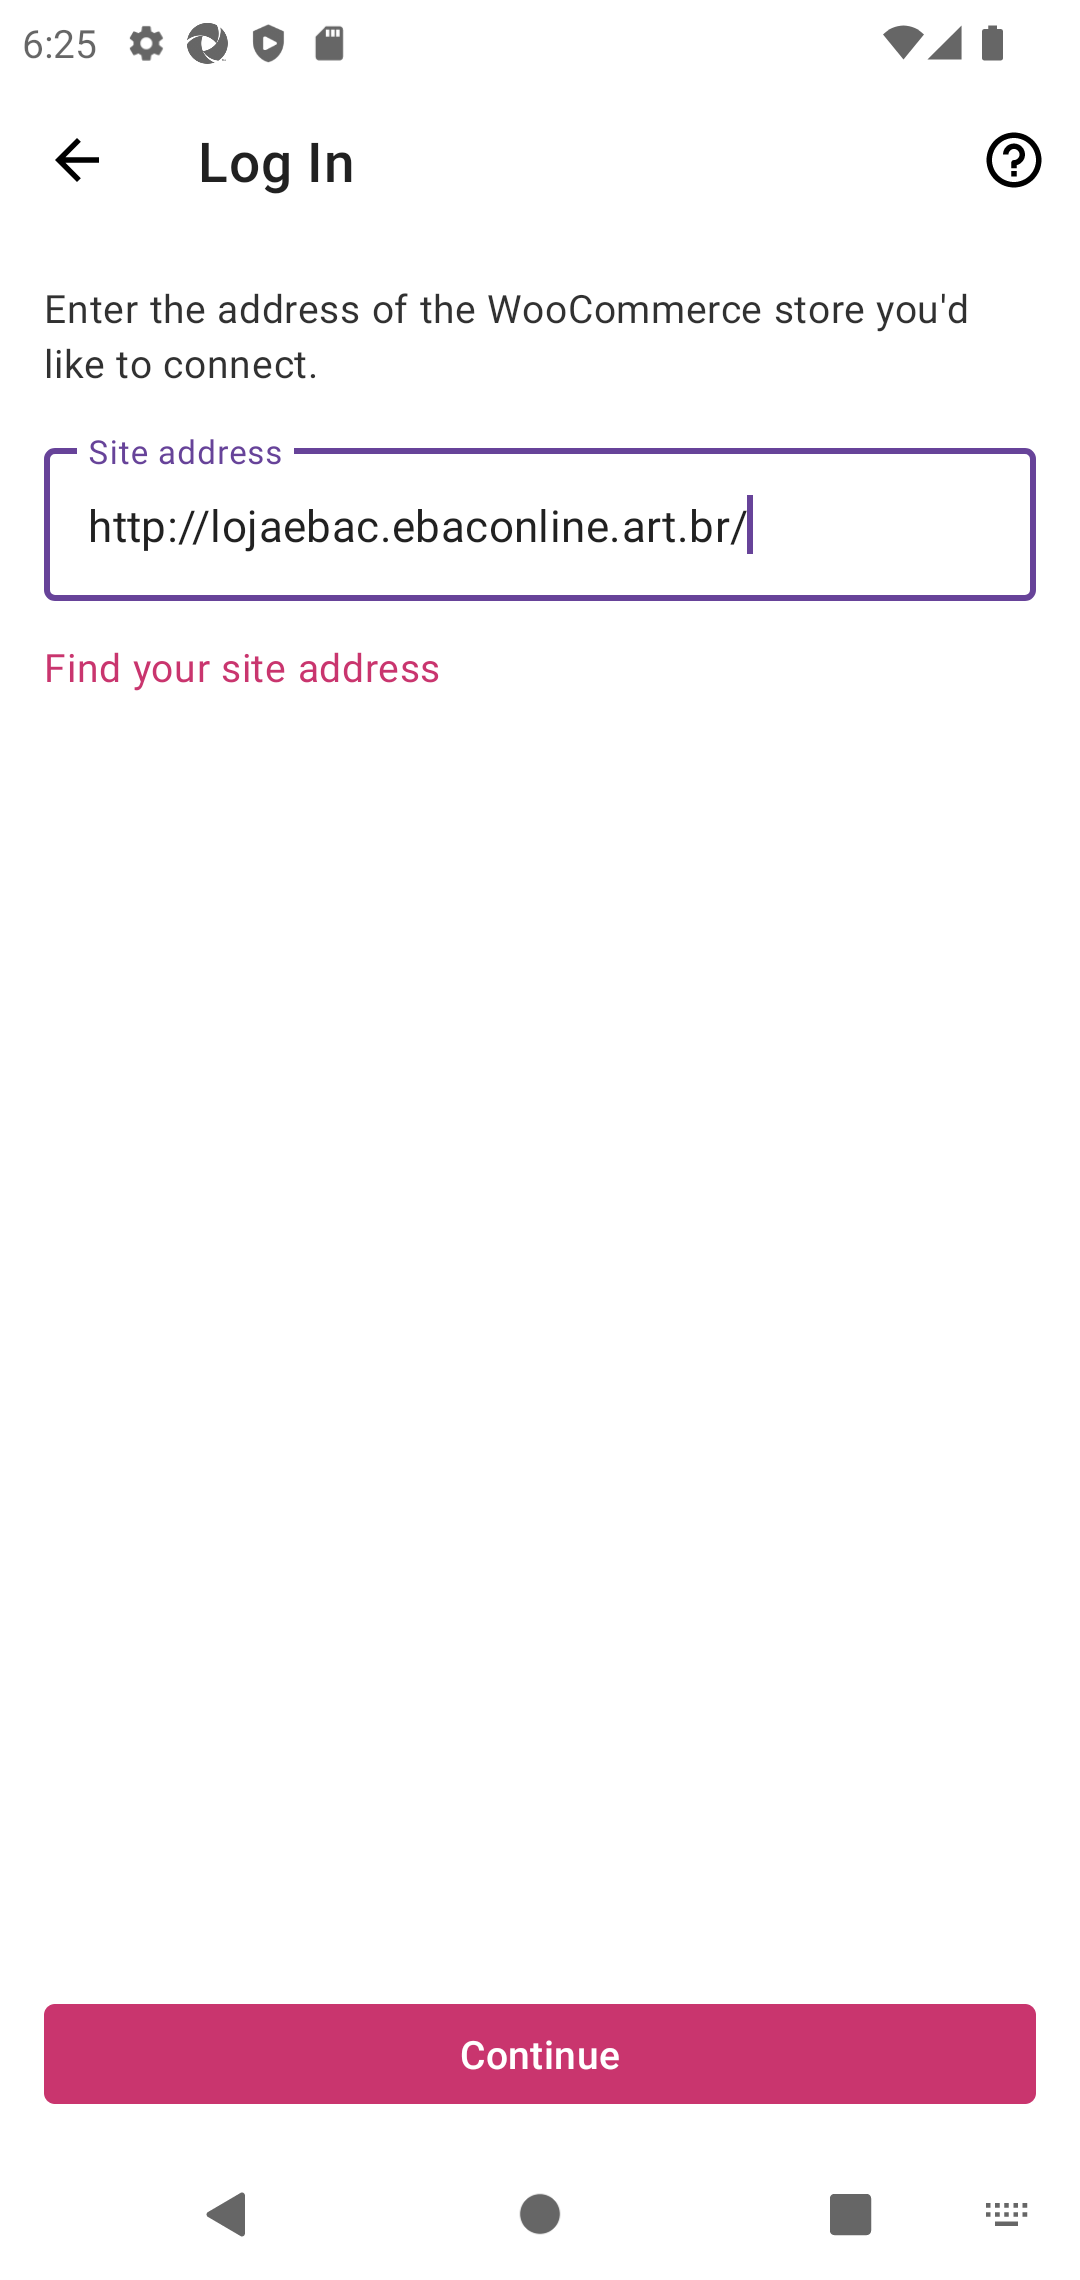 6:25
Log In
Enter the address of the WooCommerce store you'd
like to connect.
Site address
http://lojaebac.ebaconline.art.br/
Find your site address
Continue